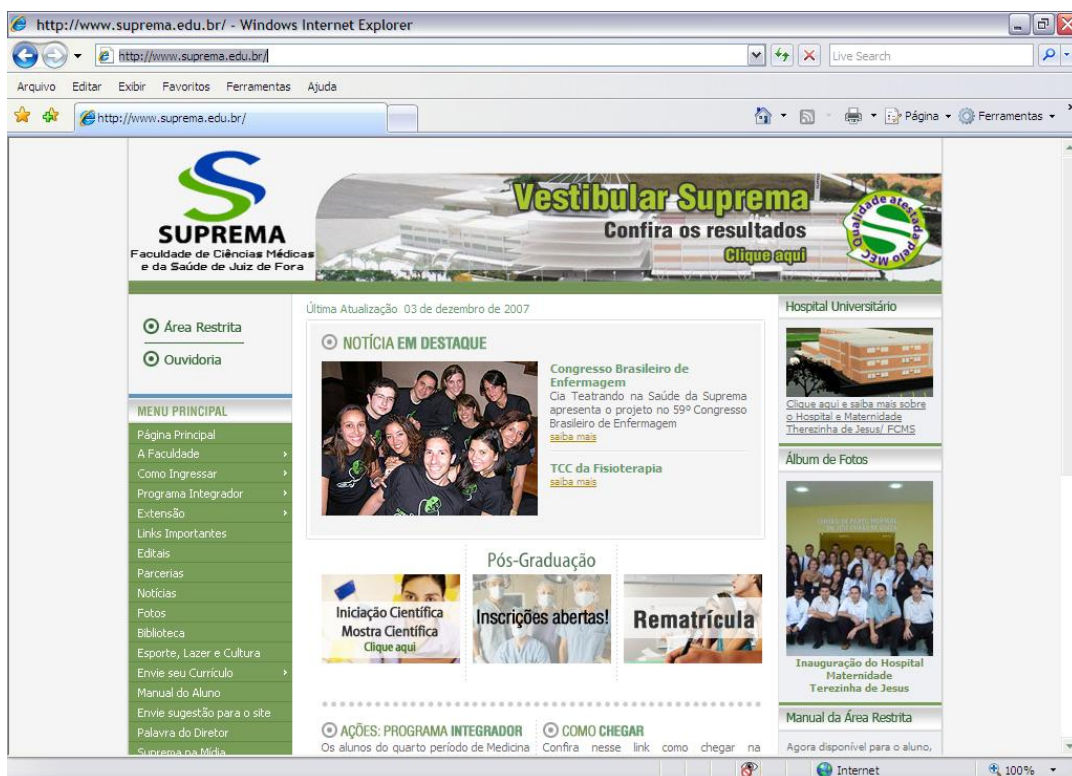 http://www.suprema.edu.br/ - Windows Internet Explorer
http://www.suprema.edu.br/
Live Search
Arquivo Editar Exibir Favoritos Ferramentas Ajuda
http://www.suprema.edu.br/
Página
Ferramentas
SUPREMA
Faculdade de Ciências Médicas
e da Saúde de Juiz de Fora
Vestibular Suprema
Confira os resultados
Clique aqui
Qualidade atestada pelo MEC
Área Restrita
Ouvidoria
MENU PRINCIPAL
Página Principal
A Faculdade
Como Ingressar
Programa Integrador
Extensão
Links Importantes
Editais
Parcerias
Notícias
Fotos
Biblioteca
Esporte, Lazer e Cultura
Envie seu Currículo
Manual do Aluno
Envie sugestão para o site
Palavra do Diretor
Suprema na Mídia
Última Atualização 03 de dezembro de 2007
NOTÍCIA EM DESTAQUE
Congresso Brasileiro de
Enfermagem
Cia Teatrando na Saúde da Suprema
apresenta o projeto no 59º Congresso
Brasileiro de Enfermagem
saiba mais
TCC da Fisioterapia
saiba mais
Pós-Graduação
Iniciação Científica
Mostra Científica
Clique aqui
Inscrições abertas!
Rematrícula
AÇÕES: PROGRAMA INTEGRADOR
Os alunos do quarto período de Medicina
COMO CHEGAR
Confira nesse link como chegar na
Hospital Universitário
Clique aqui e saiba mais sobre
o Hospital e Maternidade
Therezinha de Jesus/ FCMS
Álbum de Fotos
Inauguração do Hospital
Maternidade
Terezinha de Jesus
Manual da Área Restrita
Agora disponível para o aluno,
Internet
100%